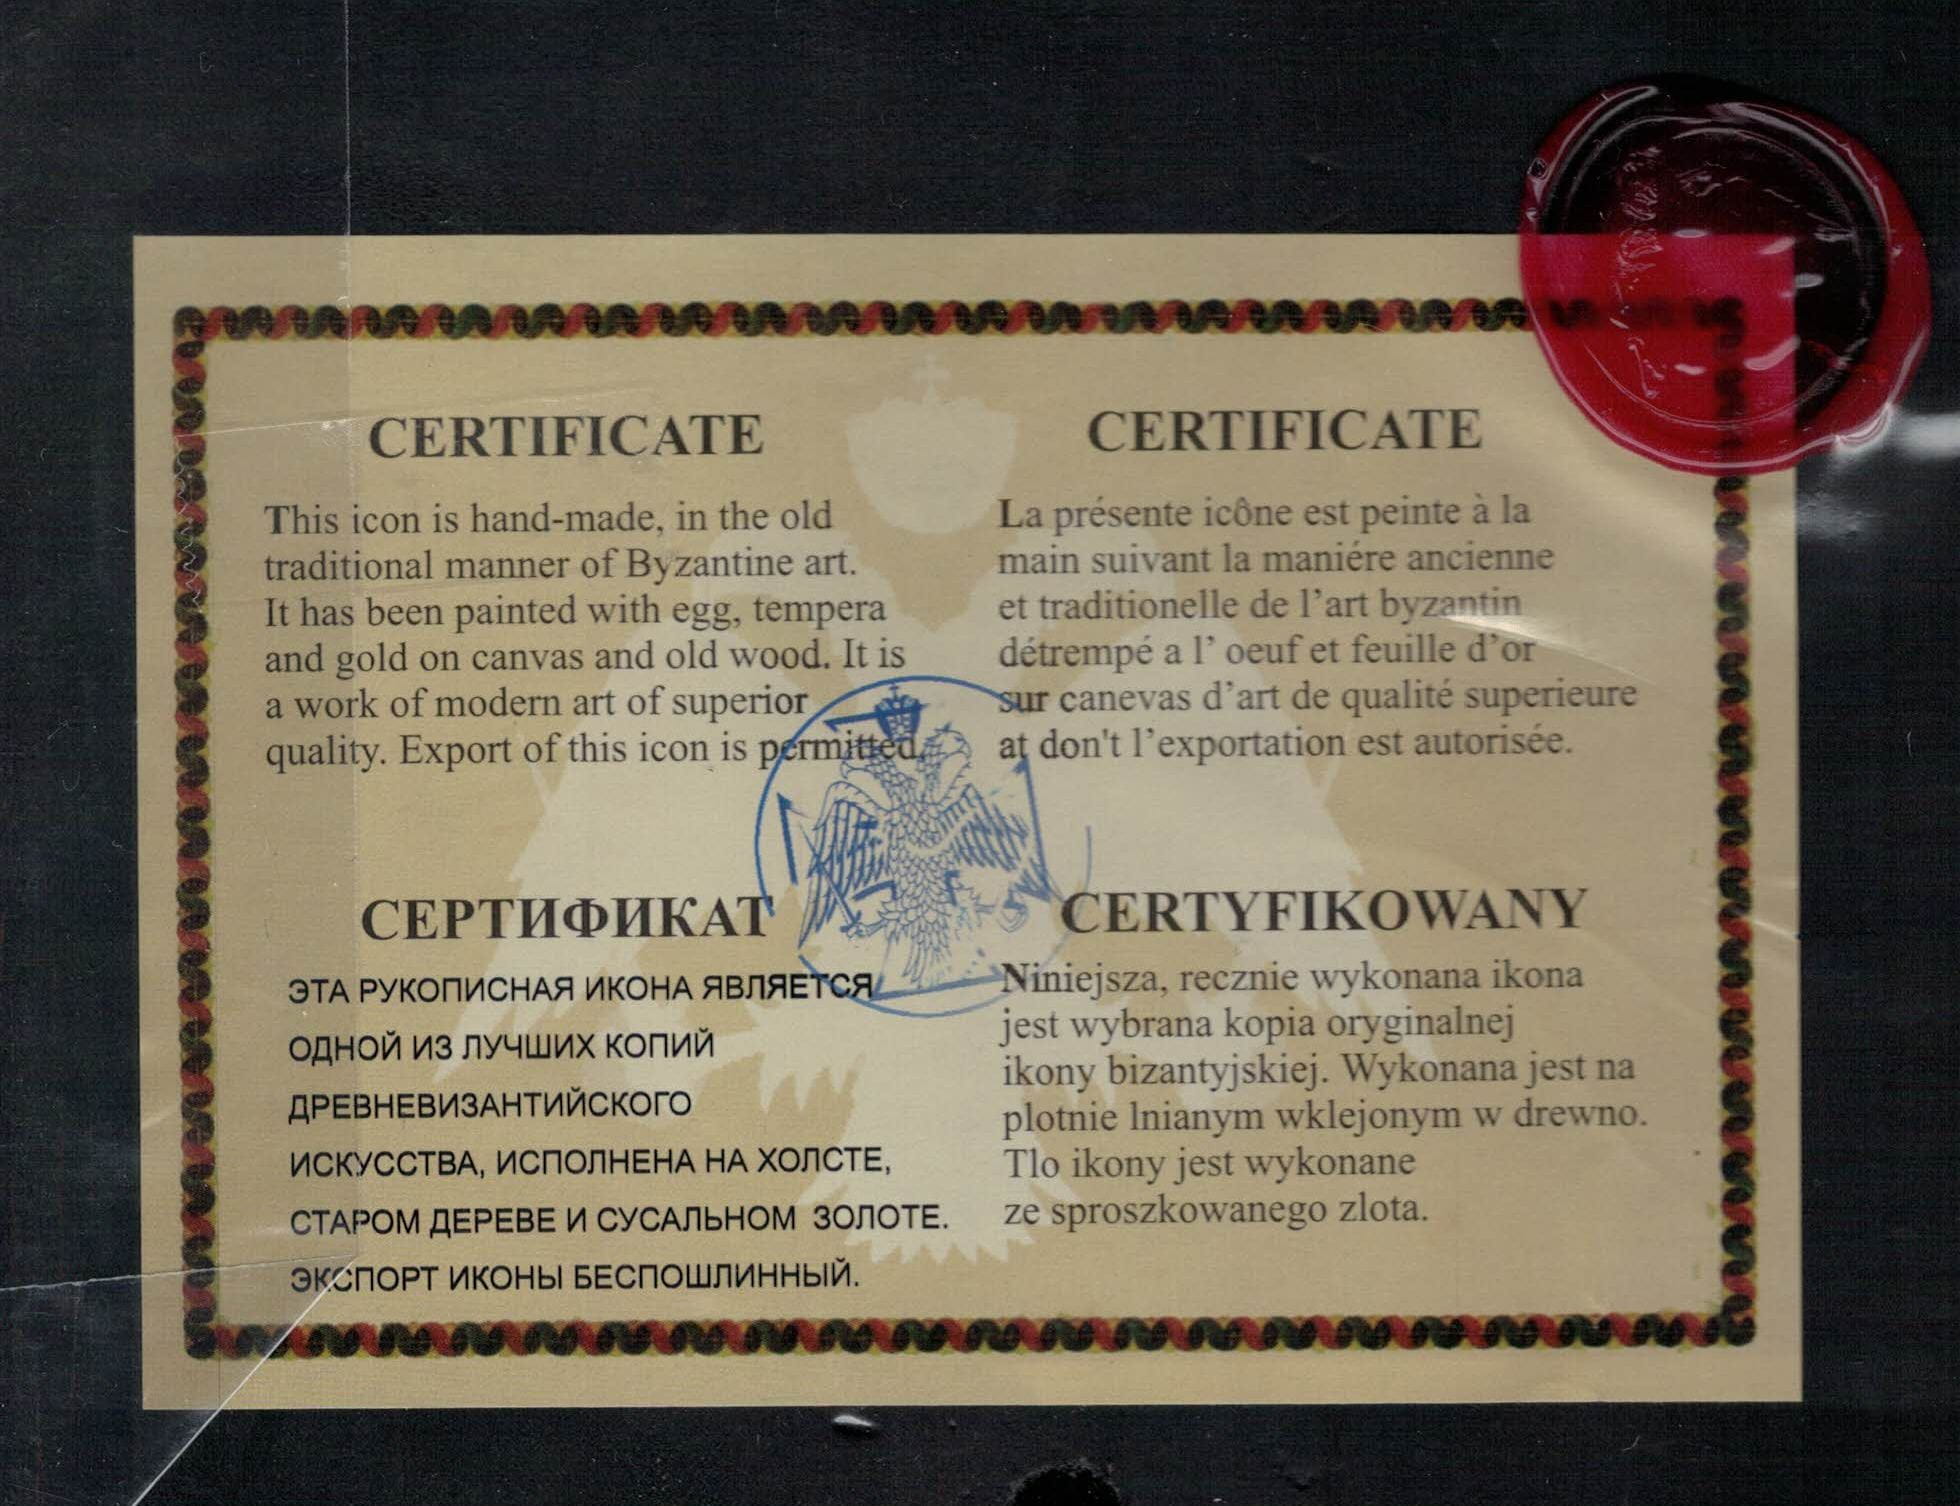 CERTIFICATE
This icon is hand-made, in the old
traditional manner of Byzantine art.
It has been painted with egg, tempera
and gold on canvas and old wood. It is
a work of modern art of superior
quality. Export of this icon is permitted.
CERTIFICATE
La présente icône est peinte à la
main suivant la maniére ancienne
et traditionelle de l'art byzantin
détrempé a l' oeuf et feuille d'or
sur canevas d'art de qualité superieure
at don't l'exportation est autorisée.
СЕРТИФИКАТ
ЭТА РУКОПИСНАЯ ИКОНА ЯВЛЯЕТСЯ
ОДНОЙ ИЗ ЛУЧШИХ КОПИЙ
ДРЕВНЕВИЗАНТИЙСКОГО
ИСКУССТВА, ИСПОЛНЕНА НА ХОЛСТЕ,
СТАРОМ ДЕРЕВЕ И СУСАЛЬНОМ ЗОЛОТЕ.
ЭКСПОРТ ИКОНЫ БЕСПОШЛИННЫЙ.
CERTYFIKOWANY
Niniejsza, recznie wykonana ikona
jest wybrana kopia oryginalnej
ikony bizantyjskiej. Wykonana jest na
plotnie lnianym wklejonym w drewno.
Tlo ikony jest wykonane
ze sproszkowanego zlota.